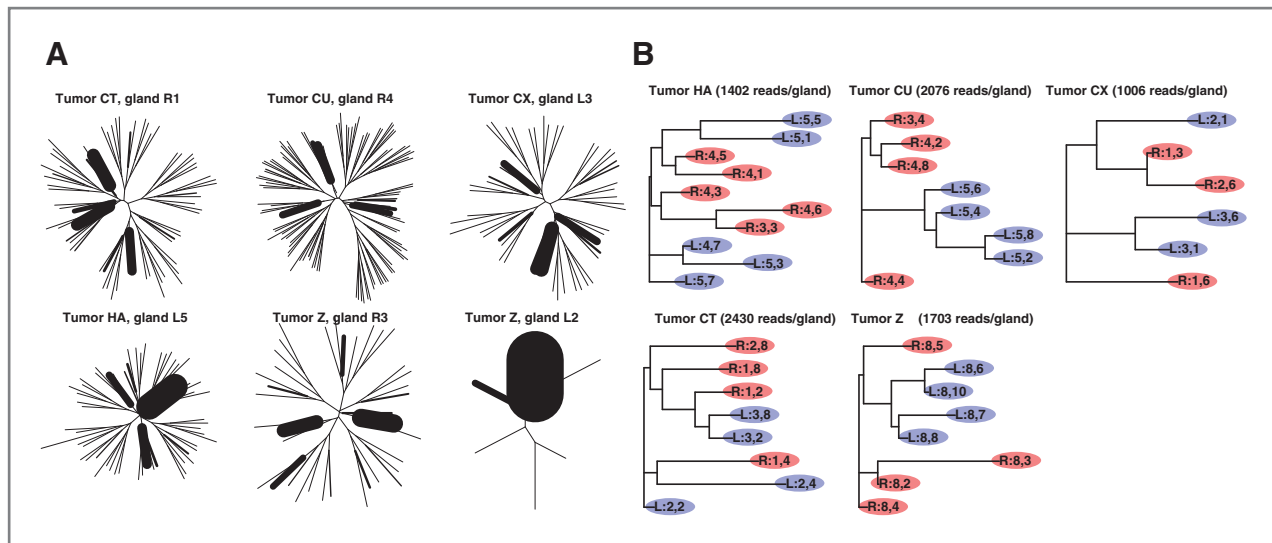 A
B
Tumor CT, gland R1
Tumor CU, gland R4
Tumor CX, gland L3
Tumor HA, gland L5
Tumor Z, gland R3
Tumor Z, gland L2
Tumor HA (1402 reads/gland)
L:5,5
L:5,1
R:4,5
R:4,1
R:4,3
R:4,6
R:3,3
L:4,7
L:5,3
L:5,7
Tumor CU (2076 reads/gland)
R:3,4
R:4,2
R:4,8
L:5,6
L:5,4
L:5,8
L:5,2
R:4,4
Tumor CX (1006 reads/gland)
L:2,1
R:1,3
R:2,6
L:3,6
L:3,1
R:1,6
Tumor CT (2430 reads/gland)
R:2,8
R:1,8
R:1,2
L:3,8
L:3,2
R:1,4
L:2,4
L:2,2
Tumor Z (1703 reads/gland)
R:8,5
L:8,6
L:8,10
L:8,7
L:8,8
R:8,3
R:8,2
R:8,4